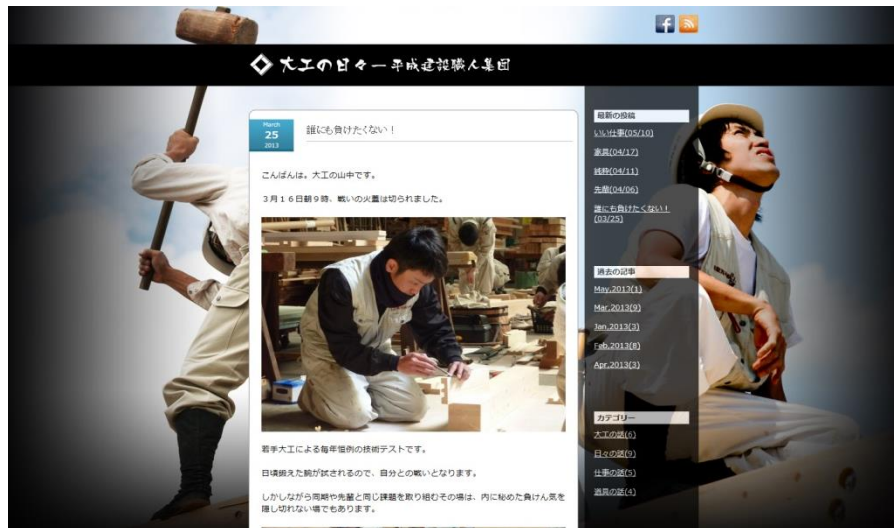 大工の日々ー平成建設職人集団
March
25
2013
誰にも負けたくない！
こんばんは。大工の山中です。
３月１６日朝９時、戦いの火蓋は切られました。
若手大工による毎年恒例の技術テストです。
日頃鍛えた腕が試されるので、自分との戦いとなります。
しかしながら同期や先輩と同じ課題を取り組むその場は、内に秘めた負けん気を
隠し切れない場でもあります。
最新の投稿
いい仕事(05/10)
家具(04/17)
純粋(04/11)
先輩(04/06)
誰にも負けたくない！
(03/25)
過去の記事
May,2013(1)
Mar,2013(9)
Jan,2013(3)
Feb,2013(8)
Apr,2013(3)
カテゴリー
大工の話(6)
日々の話(9)
仕事の話(5)
道具の話(4)